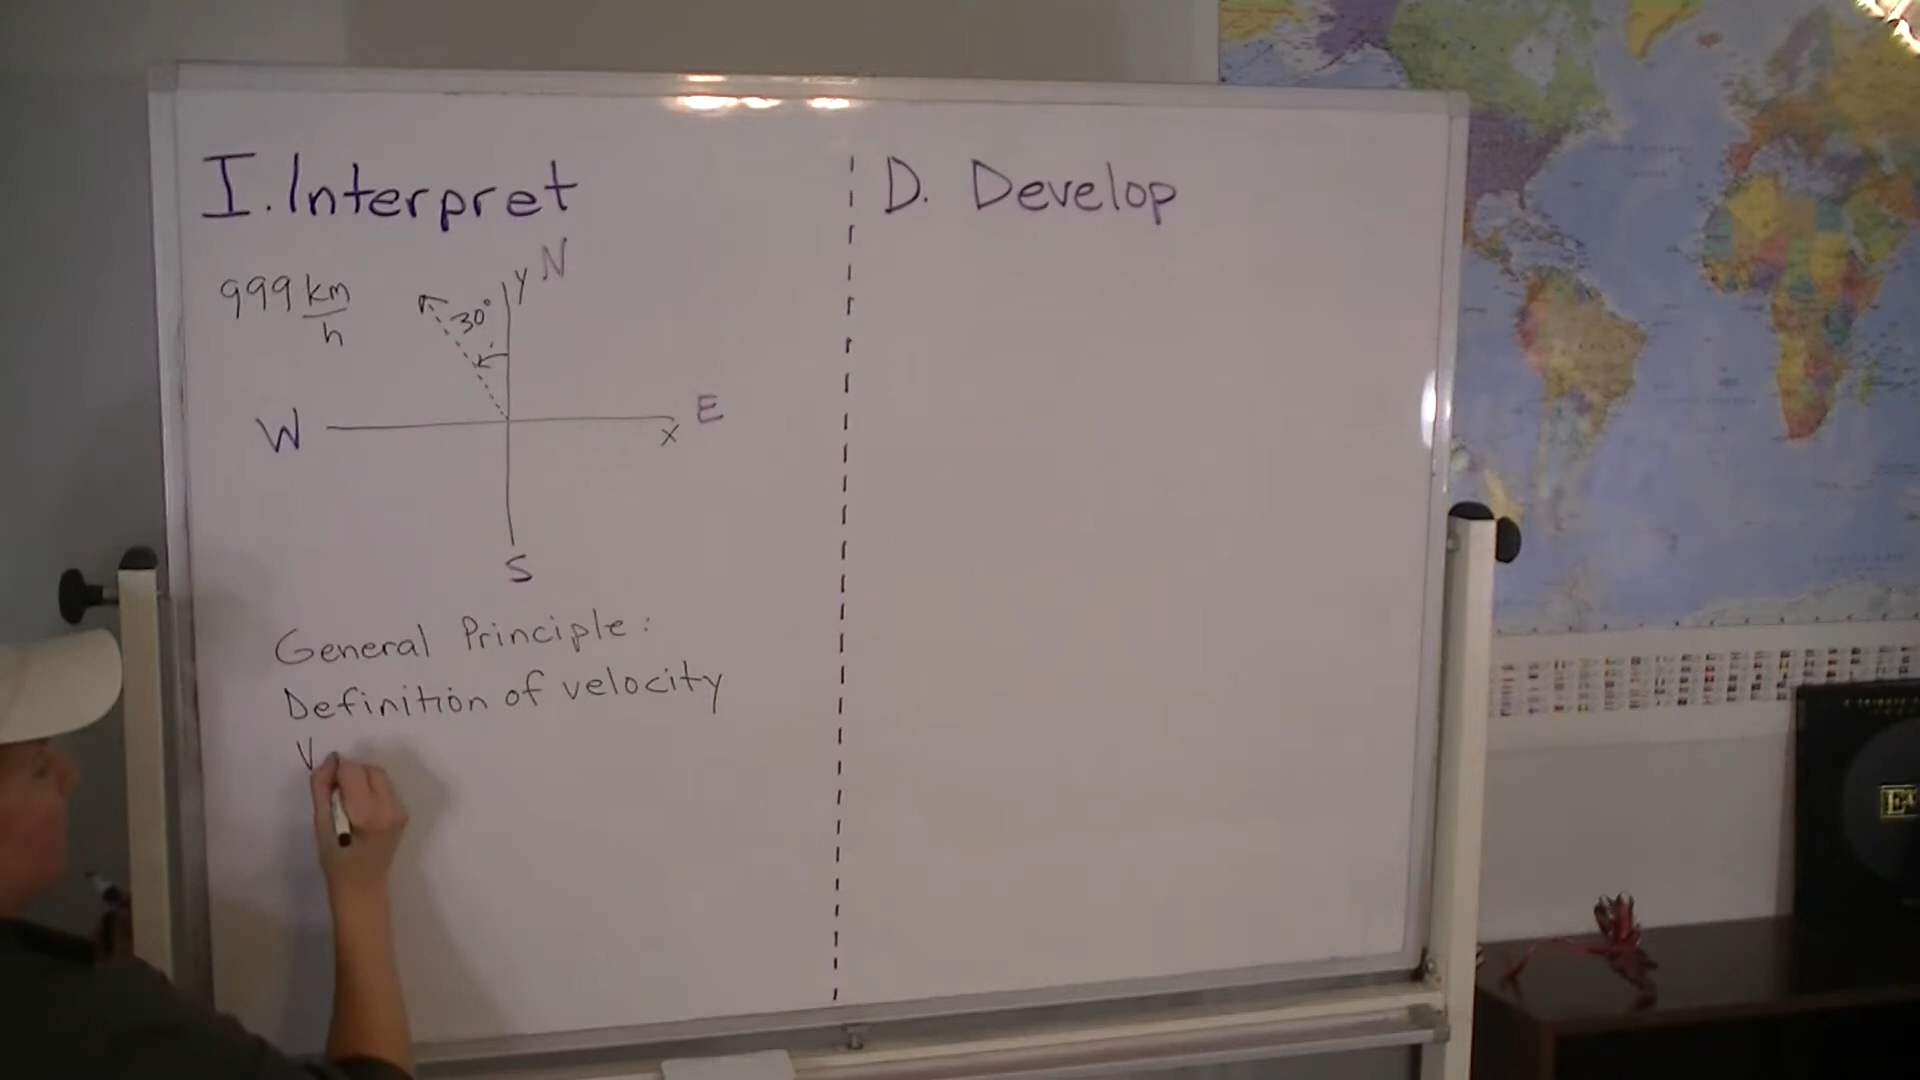 I. Interpret
999 km
h
30°
y N
W
x E
S
General Principle:
Definition of velocity
V
D. Develop